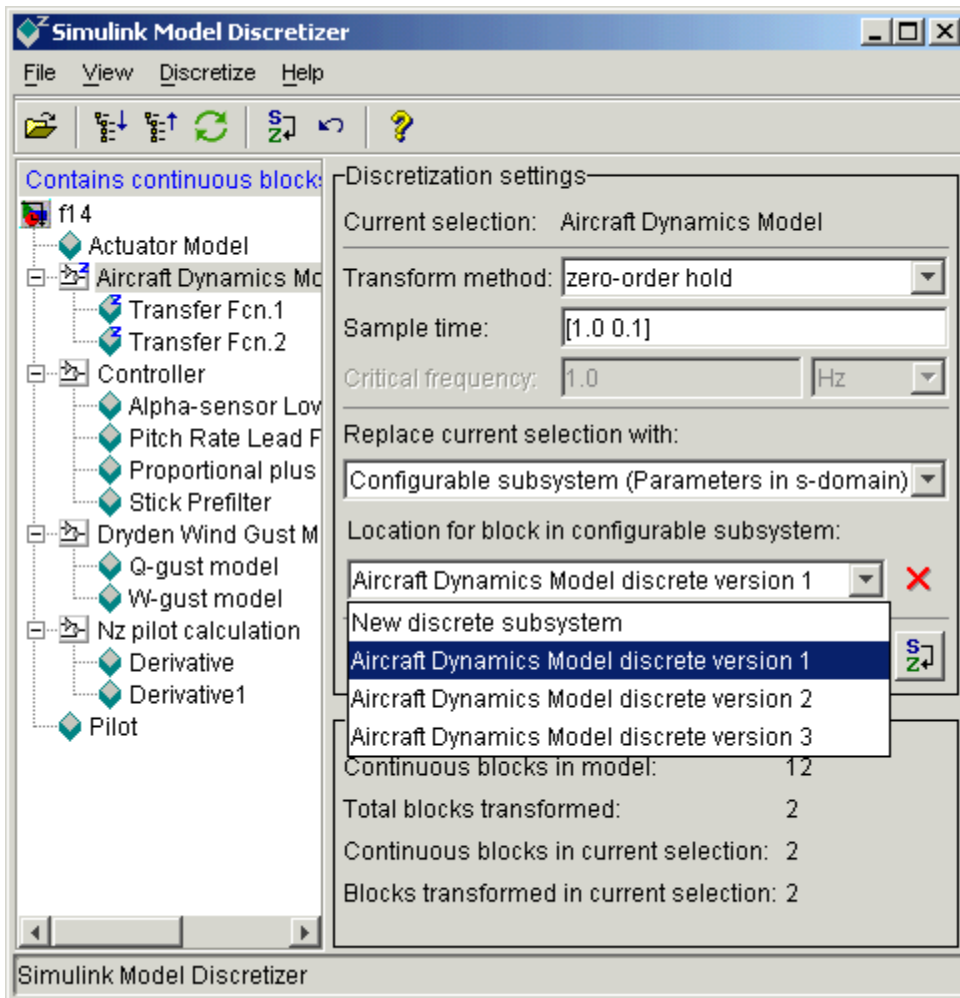 Simulink Model Discretizer
File View Discretize Help
Contains continuous block
f14
Actuator Model
Aircraft Dynamics Mo
Transfer Fcn.1
Transfer Fcn.2
Controller
Alpha-sensor Lov
Pitch Rate Lead F
Proportional plus
Stick Prefilter
Dryden Wind Gust M
Q-gust model
W-gust model
Nz pilot calculation
Derivative
Derivative1
Pilot
Discretization settings
Current selection: Aircraft Dynamics Model
Transform method: zero-order hold
Sample time: [1.0 0.1]
Critical frequency: 1.0 Hz
Replace current selection with:
Configurable subsystem (Parameters in s-domain)
Location for block in configurable subsystem:
Aircraft Dynamics Model discrete version 1
New discrete subsystem
Aircraft Dynamics Model discrete version 1
Aircraft Dynamics Model discrete version 2
Aircraft Dynamics Model discrete version 3
Continuous blocks in model: 12
Total blocks transformed: 2
Continuous blocks in current selection: 2
Blocks transformed in current selection: 2
Simulink Model Discretizer